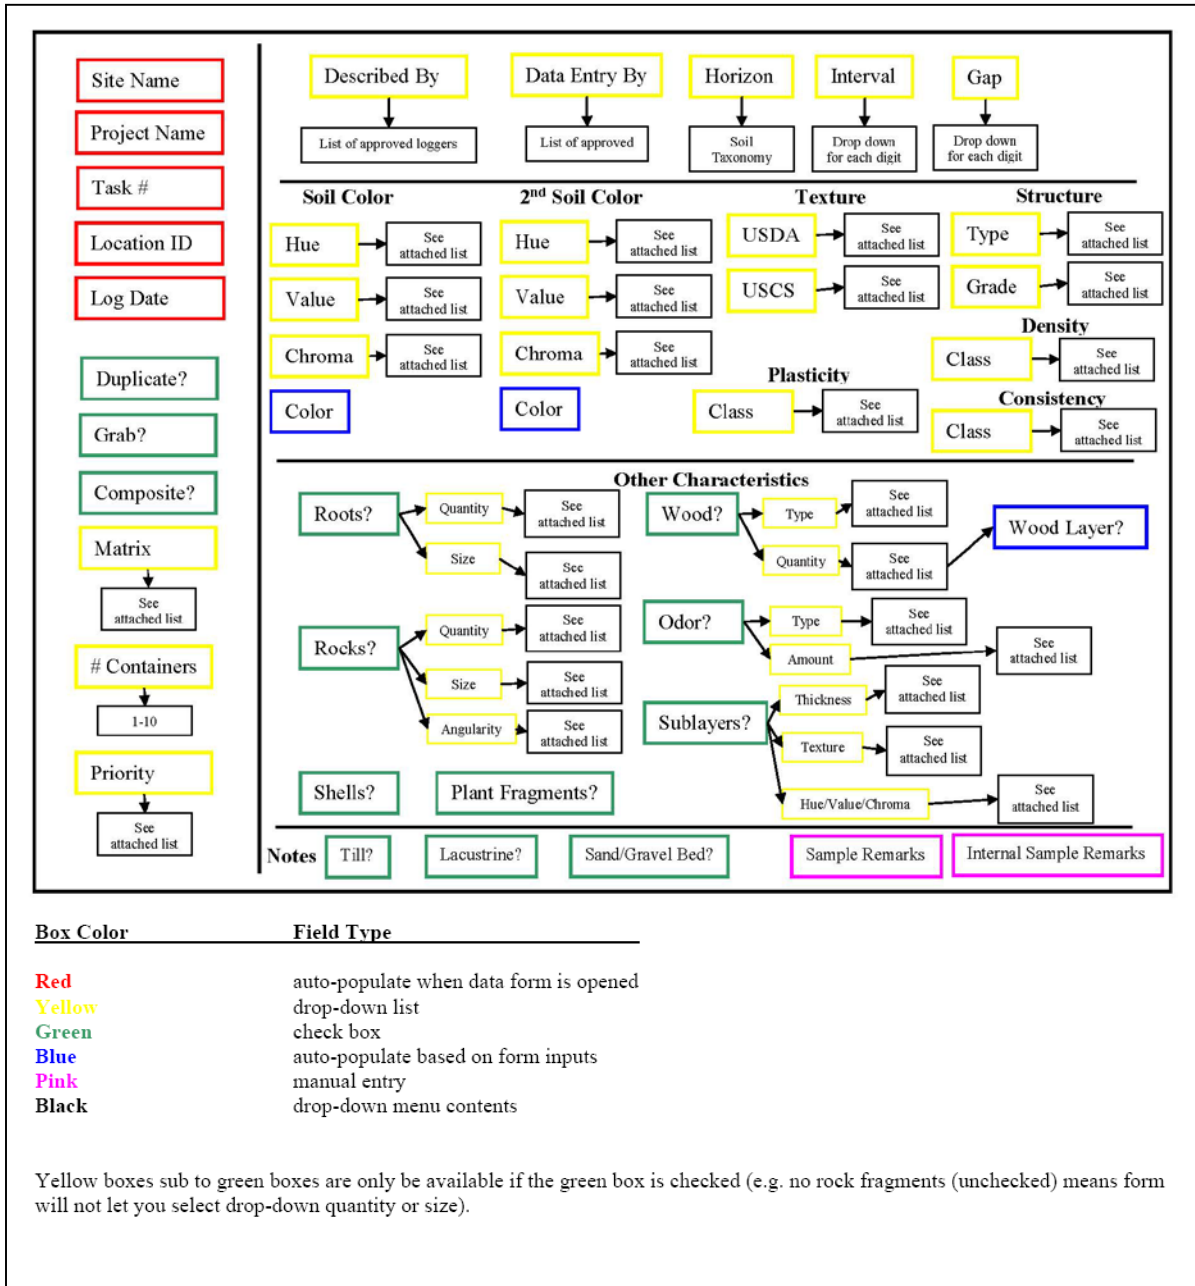 Site Name
Project Name
Task #
Location ID
Log Date
Duplicate?
Grab?
Composite?
Matrix
See
attached list
# Containers
1-10
Priority
See
attached list
Described By
Data Entry By
Horizon
Interval
Gap
List of approved loggers
List of approved
Soil
Taxonomy
Drop down
for each digit
Drop down
for each digit
Soil Color
2nd Soil Color
Texture
Structure
Hue
See
attached list
Hue
See
attached list
USDA
See
attached list
Type
See
attached list
Value
See
attached list
Value
See
attached list
USCS
See
attached list
Grade
See
attached list
Chroma
See
attached list
Chroma
See
attached list
Density
Class
See
attached list
Color
Color
Plasticity
Class
See
attached list
Consistency
Class
See
attached list
Other Characteristics
Roots?
Quantity
See
attached list
Size
See
attached list
Wood?
Type
See
attached list
Quantity
See
attached list
Wood Layer?
Rocks?
Quantity
See
attached list
Size
See
attached list
Angularity
See
attached list
Odor?
Type
See
attached list
Amount
See
attached list
Sublayers?
Thickness
See
attached list
Texture
See
attached list
Hue/Value/Chroma
See
attached list
Shells?
Plant Fragments?
Notes
Till?
Lacustrine?
Sand/Gravel Bed?
Sample Remarks
Internal Sample Remarks
Box Color Field Type
Red auto-populate when data form is opened
Yellow drop-down list
Green check box
Blue auto-populate based on form inputs
Pink manual entry
Black drop-down menu contents
Yellow boxes sub to green boxes are only be available if the green box is checked (e.g. no rock fragments (unchecked) means form
will not let you select drop-down quantity or size).